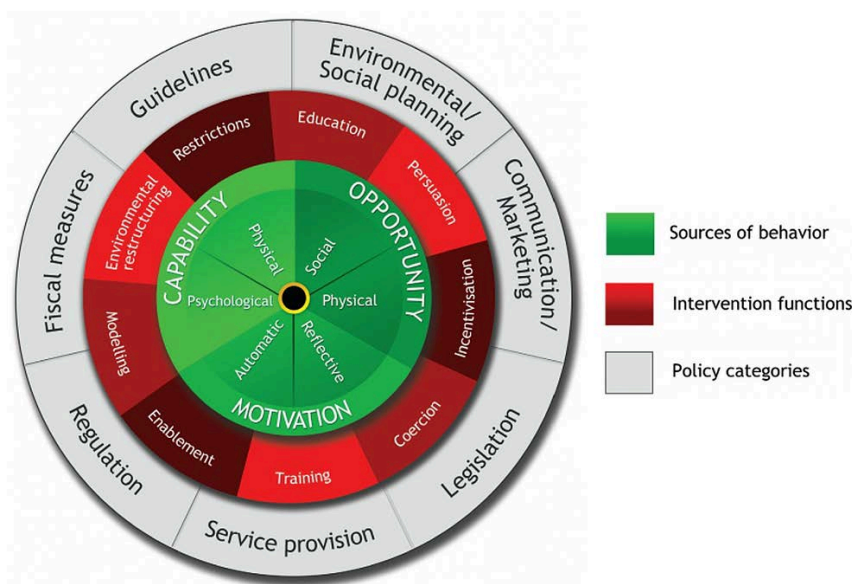 Environmental/
Social planning
Communication/
Marketing
Legislation
Service provision
Regulation
Fiscal measures
Guidelines
Education
Persuasion
Incentivisation
Coercion
Training
Enablement
Modelling
Environmental
restructuring
Restrictions
CAPABILITY
OPPORTUNITY
MOTIVATION
Physical
Social
Psychological
Physical
Automatic
Reflective
Sources of behavior
Intervention functions
Policy categories